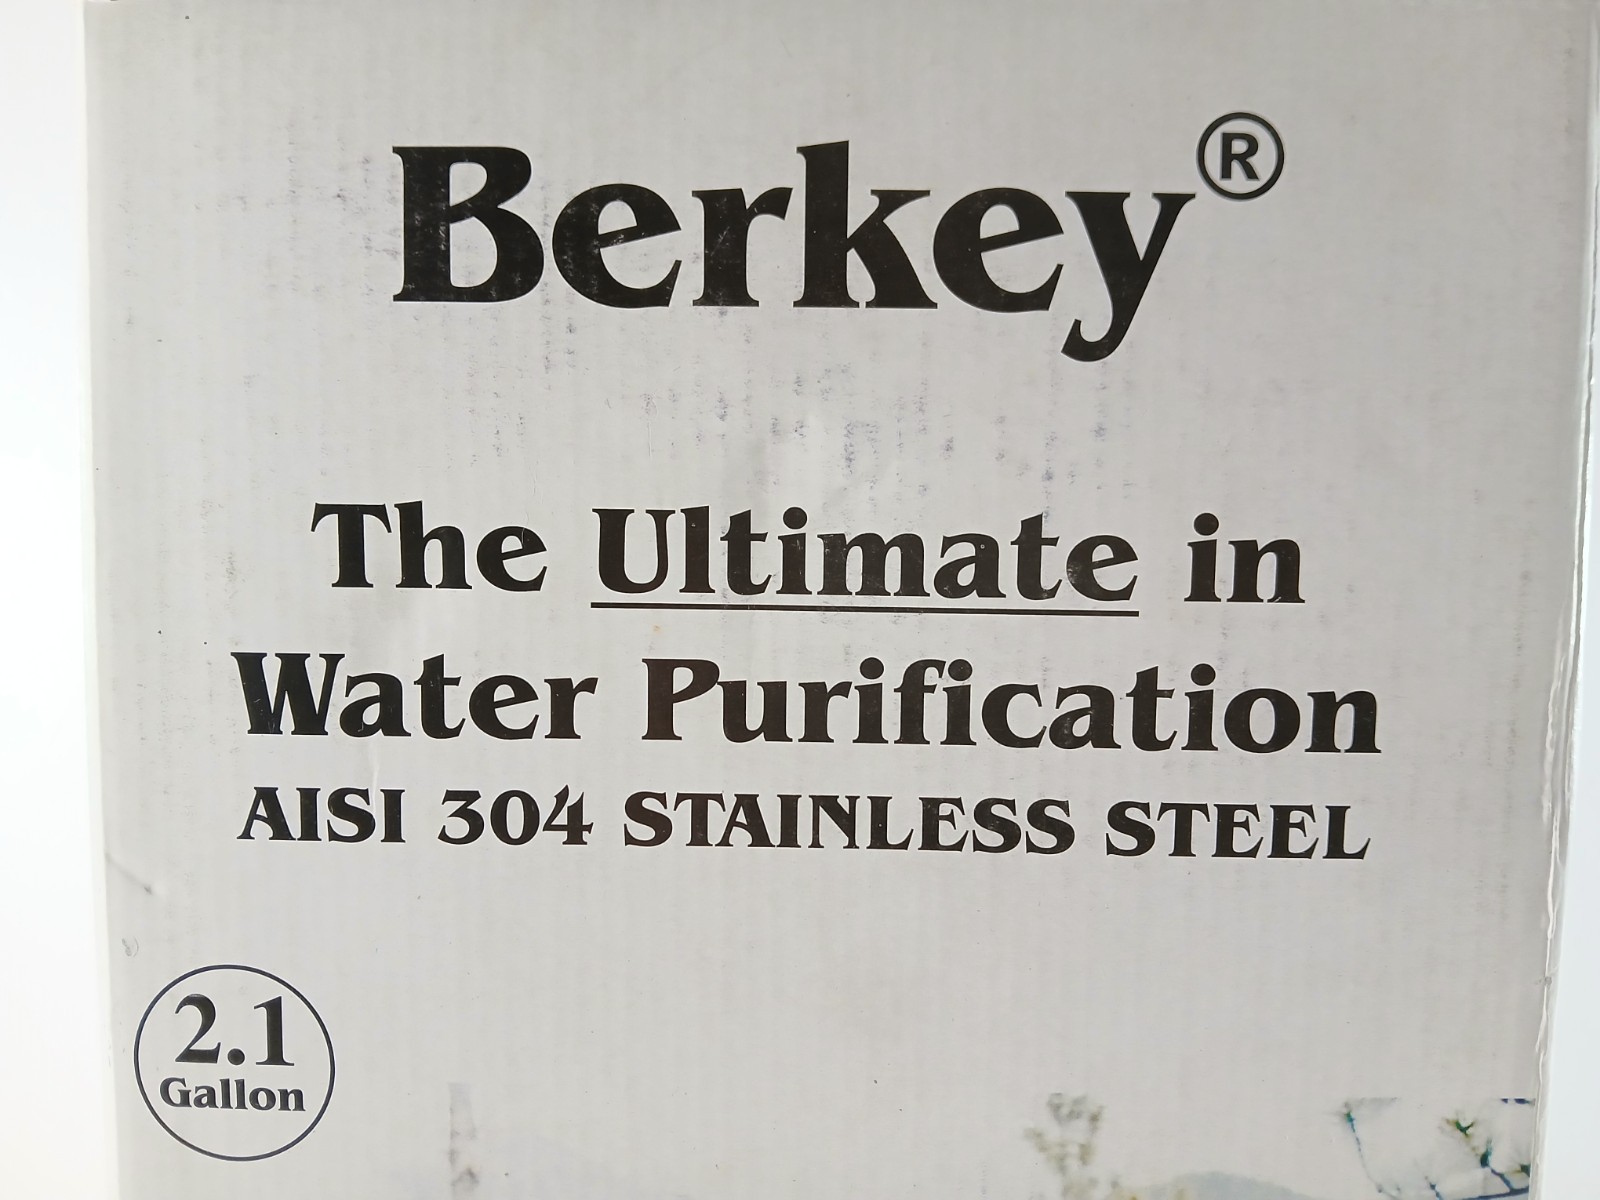 Berkey®
The Ultimate in
Water Purification
AISI 304 STAINLESS STEEL
2.1
Gallon